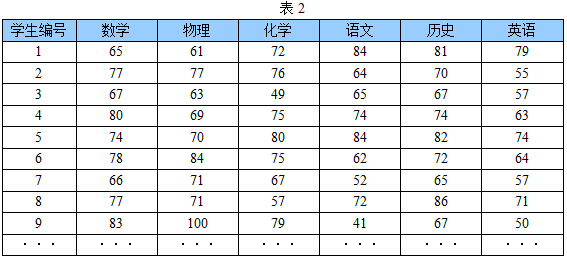 表 2
学生编号 数学 物理 化学 语文 历史 英语
1 65 61 72 84 81 79
2 77 77 76 64 70 55
3 67 63 49 65 67 57
4 80 69 75 74 74 63
5 74 70 80 84 82 74
6 78 84 75 62 72 64
7 66 71 67 52 65 57
8 77 71 57 72 86 71
9 83 100 79 41 67 50
··· ··· ··· ··· ··· ··· ···